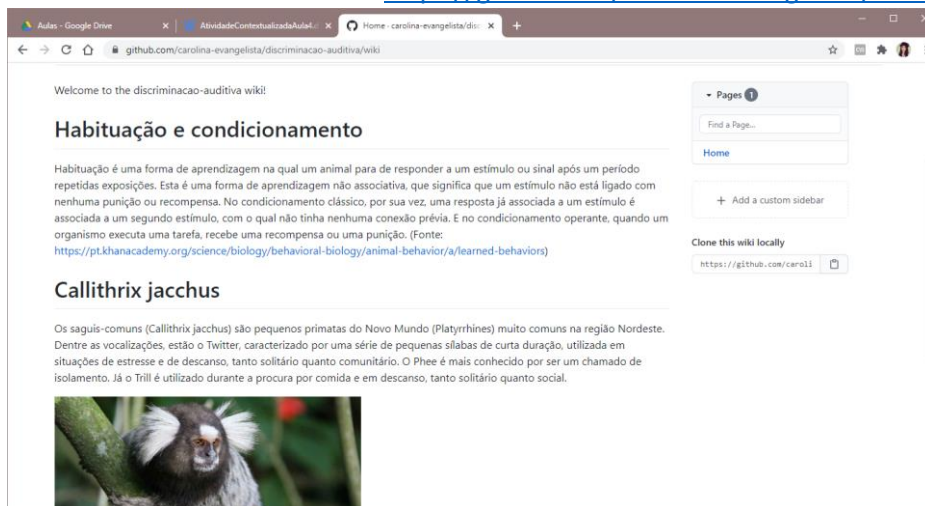 Aulas - Google Drive
AtividadeContextualizadaAula4.d
Home · carolina-evangelista/disc
github.com/carolina-evangelista/discriminacao-auditiva/wiki
Welcome to the discriminacao-auditiva wiki!
Habituação e condicionamento
Habituação é uma forma de aprendizagem na qual um animal para de responder a um estímulo ou sinal após um período
repetidas exposições. Esta é uma forma de aprendizagem não associativa, que significa que um estímulo não está ligado com
nenhuma punição ou recompensa. No condicionamento clássico, por sua vez, uma resposta já associada a um estímulo é
associada a um segundo estímulo, com o qual não tinha nenhuma conexão prévia. E no condicionamento operante, quando um
organismo executa uma tarefa, recebe uma recompensa ou uma punição. (Fonte:
https://pt.khanacademy.org/science/biology/behavioral-biology/animal-behavior/a/learned-behaviors)
Callithrix jacchus
Os saguis-comuns (Callithrix jacchus) são pequenos primatas do Novo Mundo (Platyrrhines) muito comuns na região Nordeste.
Dentre as vocalizações, estão o Twitter, caracterizado por uma série de pequenas sílabas de curta duração, utilizada em
situações de estresse e de descanso, tanto solitário quanto comunitário. O Phee é mais conhecido por ser um chamado de
isolamento. Já o Trill é utilizado durante a procura por comida e em descanso, tanto solitário quanto social.
Pages 1
Find a Page...
Home
+ Add a custom sidebar
Clone this wiki locally
https://github.com/caroli